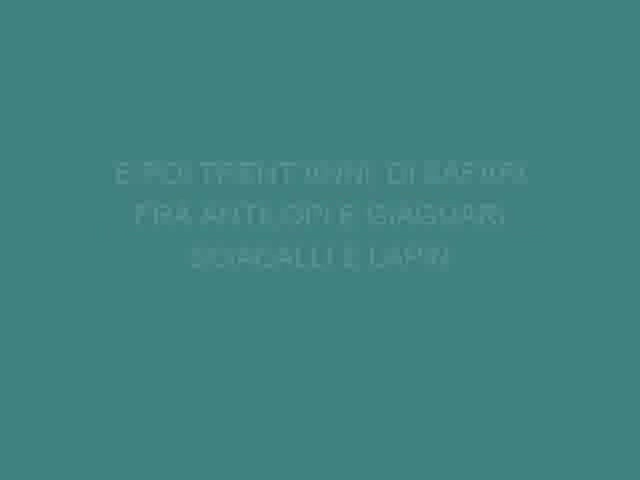 E POI TRENT'ANNI DI SAFARI
FRA ANTILOPI E GIAGUARI
SCIACALLI E LAPIN